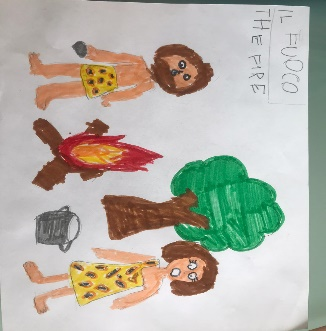 IL FUOCO
THE FIRE